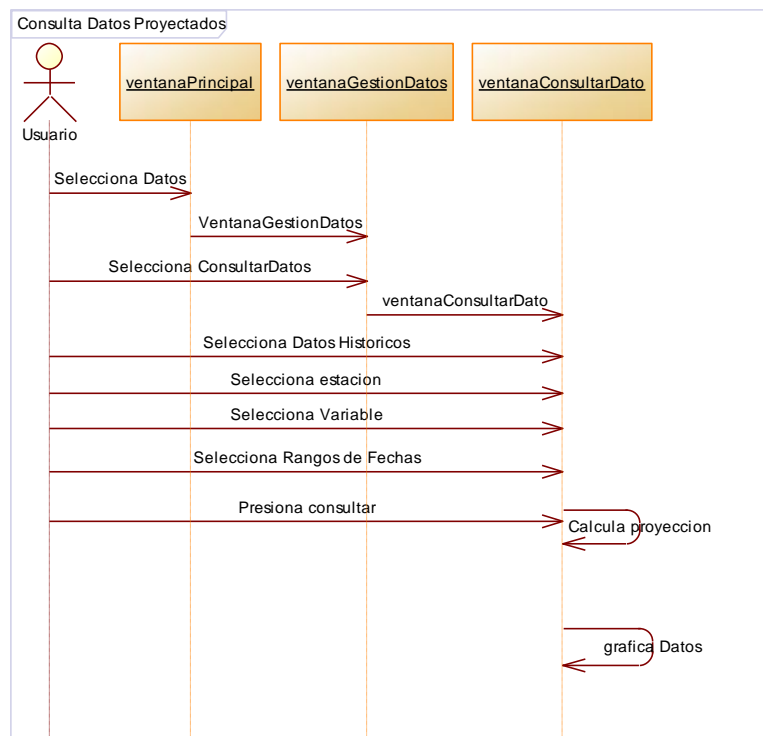 Consulta Datos Proyectados
ventanaPrincipal
ventanaGestionDatos
ventanaConsultarDato
Usuario
Selecciona Datos
VentanaGestionDatos
Selecciona ConsultarDatos
ventanaConsultarDato
Selecciona Datos Historicos
Selecciona estacion
Selecciona Variable
Selecciona Rangos de Fechas
Presiona consultar
Calcula proyeccion
grafica Datos